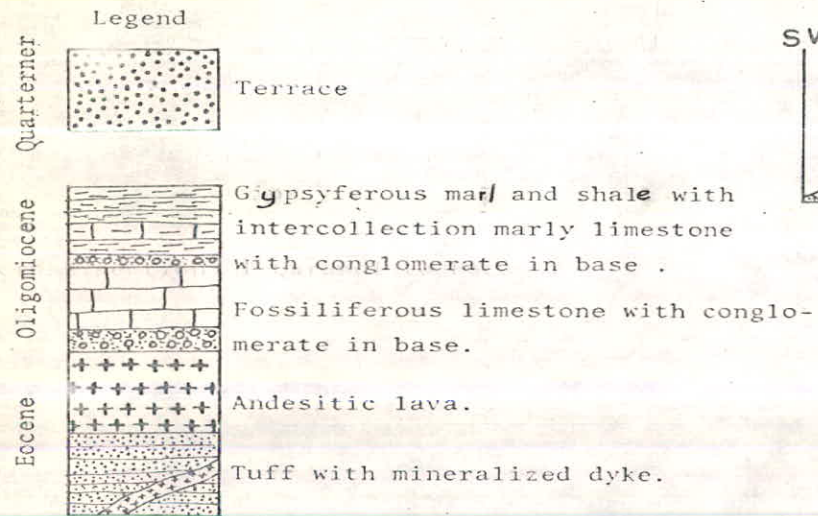 Legend
SW
Quarterner
Terrace
Oligomiocene
Gypsyferous marl and shale with
intercollection marly limestone
with conglomerate in base .
Fossiliferous limestone with conglo-
merate in base.
Eocene
Andesitic lava.
Tuff with mineralized dyke.